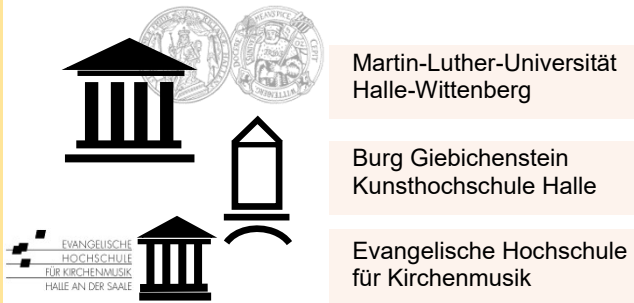 Martin-Luther-Universität
Halle-Wittenberg
Burg Giebichenstein
Kunsthochschule Halle
EVANGELISCHE
HOCHSCHULE
FÜR KIRCHENMUSIK
HALLE AN DER SAALE
Evangelische Hochschule
für Kirchenmusik